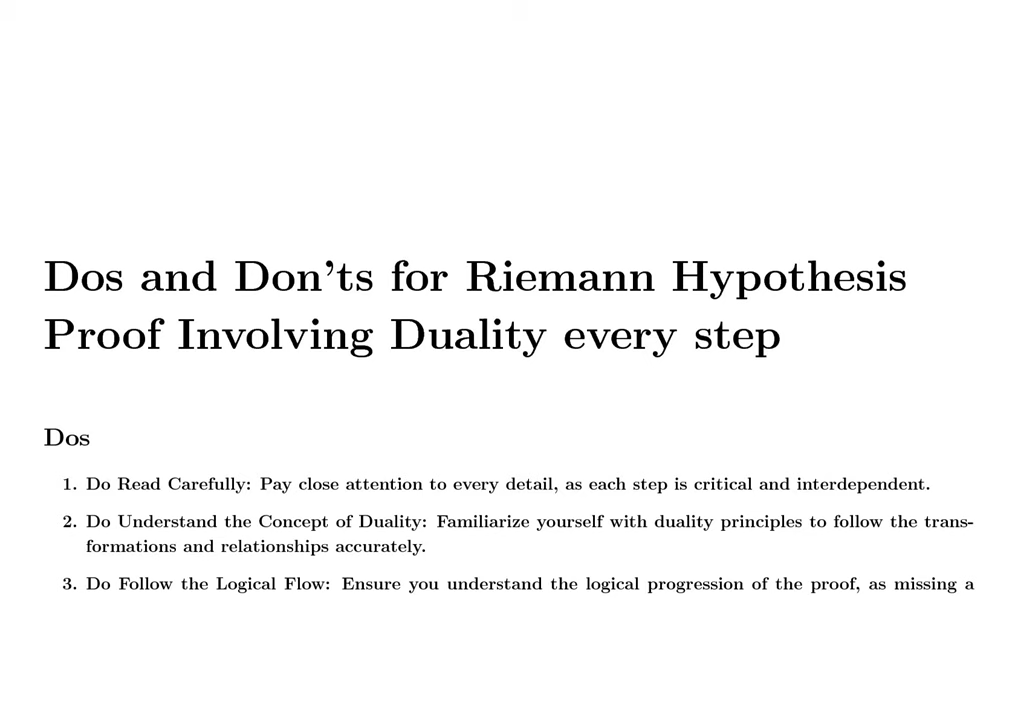 Dos and Don'ts for Riemann Hypothesis
Proof Involving Duality every step
Dos
1. Do Read Carefully: Pay close attention to every detail, as each step is critical and interdependent.
2. Do Understand the Concept of Duality: Familiarize yourself with duality principles to follow the trans-
formations and relationships accurately.
3. Do Follow the Logical Flow: Ensure you understand the logical progression of the proof, as missing a